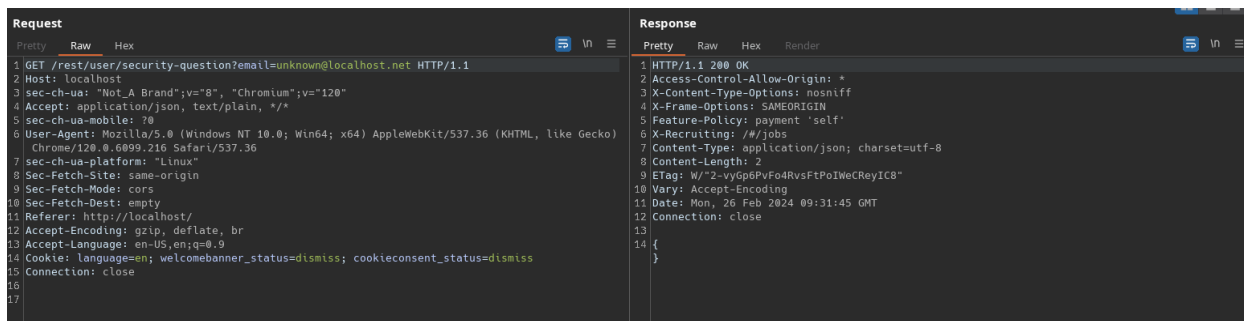 Request
Pretty Raw Hex \n
1 GET /rest/user/security-question?email=unknown@localhost.net HTTP/1.1
2 Host: localhost
3 sec-ch-ua: "Not_A Brand";v="8", "Chromium";v="120"
4 Accept: application/json, text/plain, */*
5 sec-ch-ua-mobile: ?0
6 User-Agent: Mozilla/5.0 (Windows NT 10.0; Win64; x64) AppleWebKit/537.36 (KHTML, like Gecko)
Chrome/120.0.6099.216 Safari/537.36
7 sec-ch-ua-platform: "Linux"
8 Sec-Fetch-Site: same-origin
9 Sec-Fetch-Mode: cors
10 Sec-Fetch-Dest: empty
11 Referer: http://localhost/
12 Accept-Encoding: gzip, deflate, br
13 Accept-Language: en-US,en;q=0.9
14 Cookie: language=en; welcomebanner_status=dismiss; cookieconsent_status=dismiss
15 Connection: close
16
17
Response
Pretty Raw Hex Render \n
1 HTTP/1.1 200 OK
2 Access-Control-Allow-Origin: *
3 X-Content-Type-Options: nosniff
4 X-Frame-Options: SAMEORIGIN
5 Feature-Policy: payment 'self'
6 X-Recruiting: /#/jobs
7 Content-Type: application/json; charset=utf-8
8 Content-Length: 2
9 ETag: W/"2-vyGp6PvFo4RvsFtPoIWeCReyIC8"
10 Vary: Accept-Encoding
11 Date: Mon, 26 Feb 2024 09:31:45 GMT
12 Connection: close
13
14 {
}